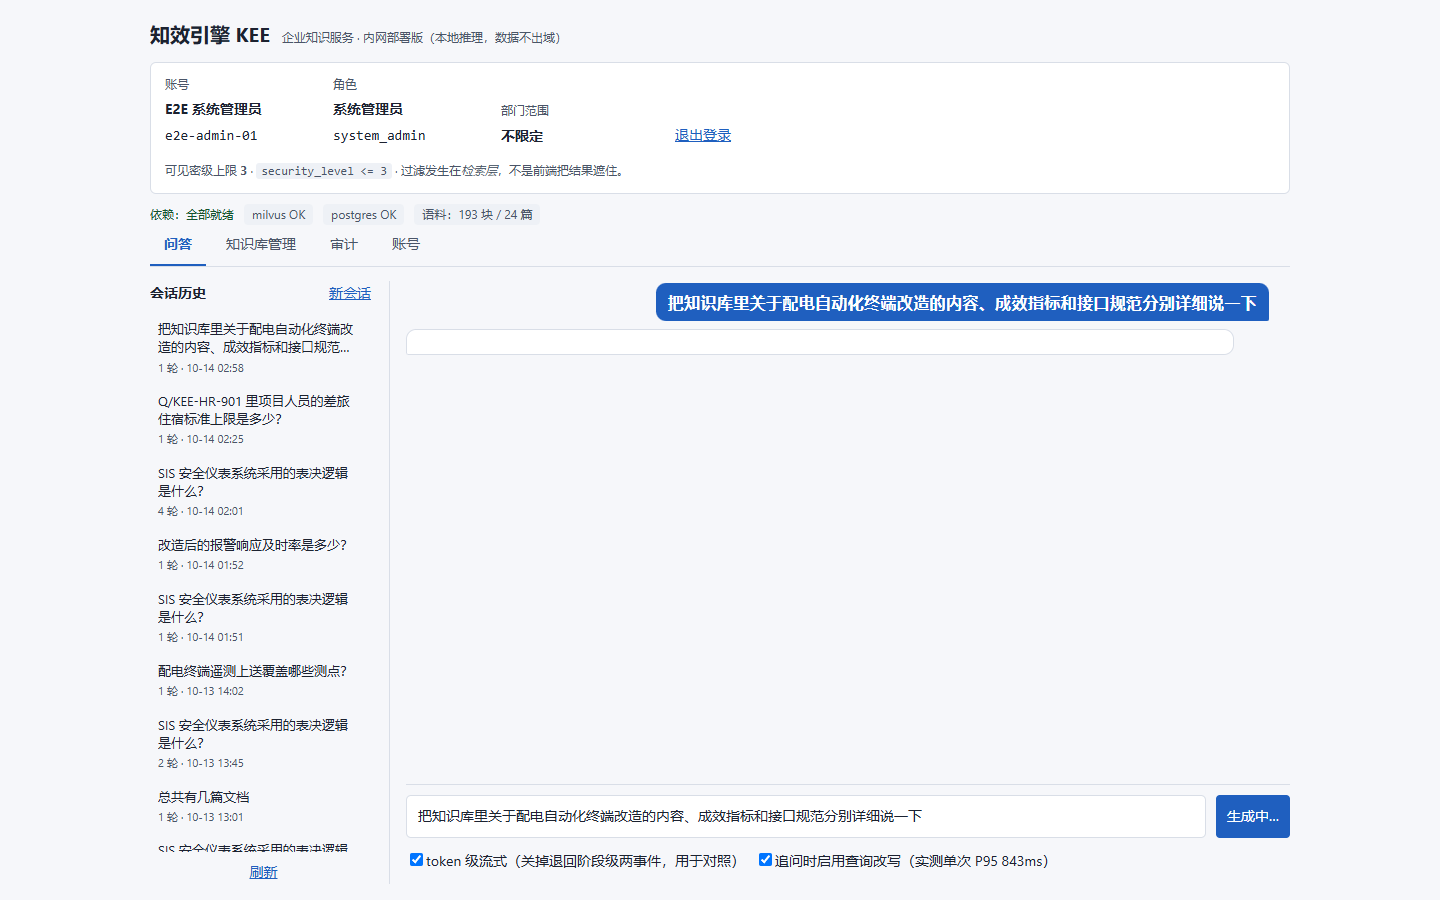 知效引擎 KEE 企业知识服务 · 内网部署版（本地推理，数据不出域）
账号
E2E 系统管理员
e2e-admin-01
角色
系统管理员
system_admin
部门范围
不限定
退出登录
可见密级上限 3 · security_level <= 3 · 过滤发生在检索层，不是前端把结果遮住。
依赖：全部就绪 milvus OK postgres OK 语料：193 块 / 24 篇
问答 知识库管理 审计 账号
会话历史 新会话
把知识库里关于配电自动化终端改
造的内容、成效指标和接口规范...
1 轮 · 10-14 02:58
Q/KEE-HR-901 里项目人员的差旅
住宿标准上限是多少？
1 轮 · 10-14 02:25
SIS 安全仪表系统采用的表决逻辑
是什么？
4 轮 · 10-14 02:01
改造后的报警响应及时率是多少？
1 轮 · 10-14 01:52
SIS 安全仪表系统采用的表决逻辑
是什么？
1 轮 · 10-14 01:51
配电终端遥测上送覆盖哪些测点？
1 轮 · 10-13 14:02
SIS 安全仪表系统采用的表决逻辑
是什么？
2 轮 · 10-13 13:45
总共有几篇文档
1 轮 · 10-13 13:01
SIS 安全仪表系统采用的表决逻辑
刷新
把知识库里关于配电自动化终端改造的内容、成效指标和接口规范分别详细说一下
把知识库里关于配电自动化终端改造的内容、成效指标和接口规范分别详细说一下
生成中...
token 级流式（关掉退回阶段级两事件，用于对照） 追问时启用查询改写（实测单次 P95 843ms）